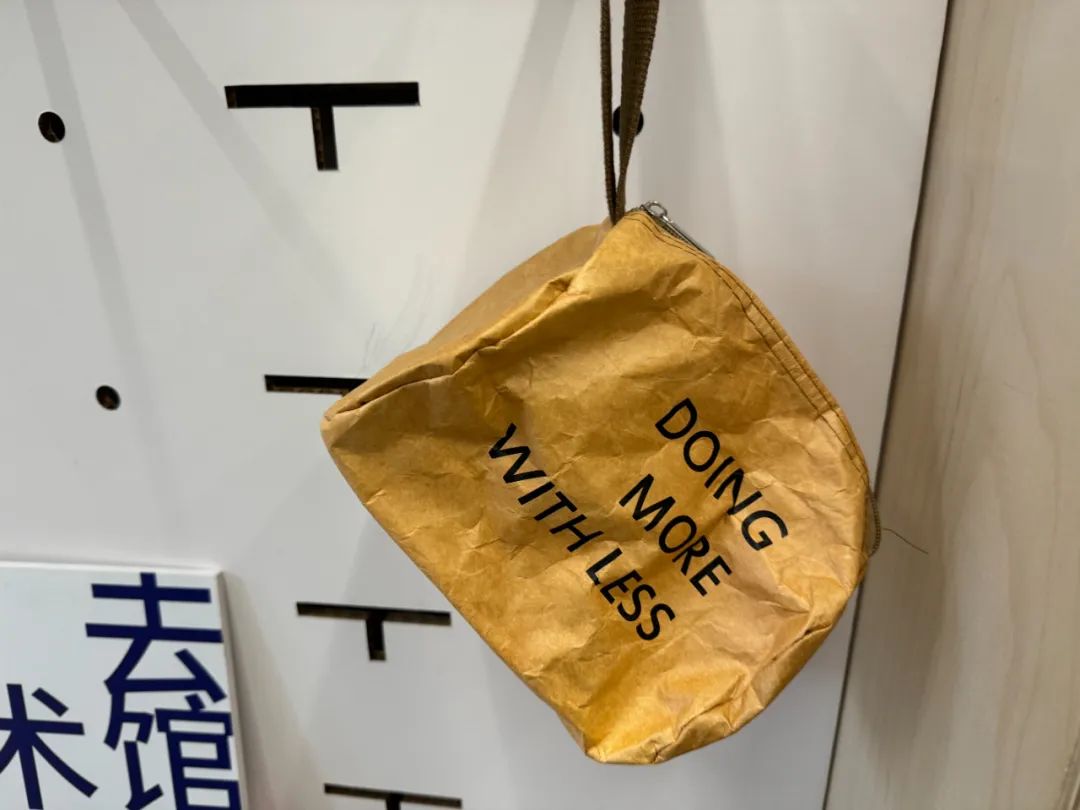 DOING
MORE
WITH LESS
去
术馆